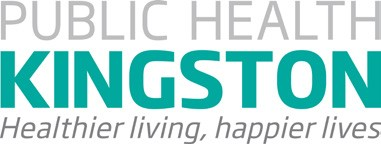 PUBLIC HEALTH
KINGSTON
Healthier living, happier lives